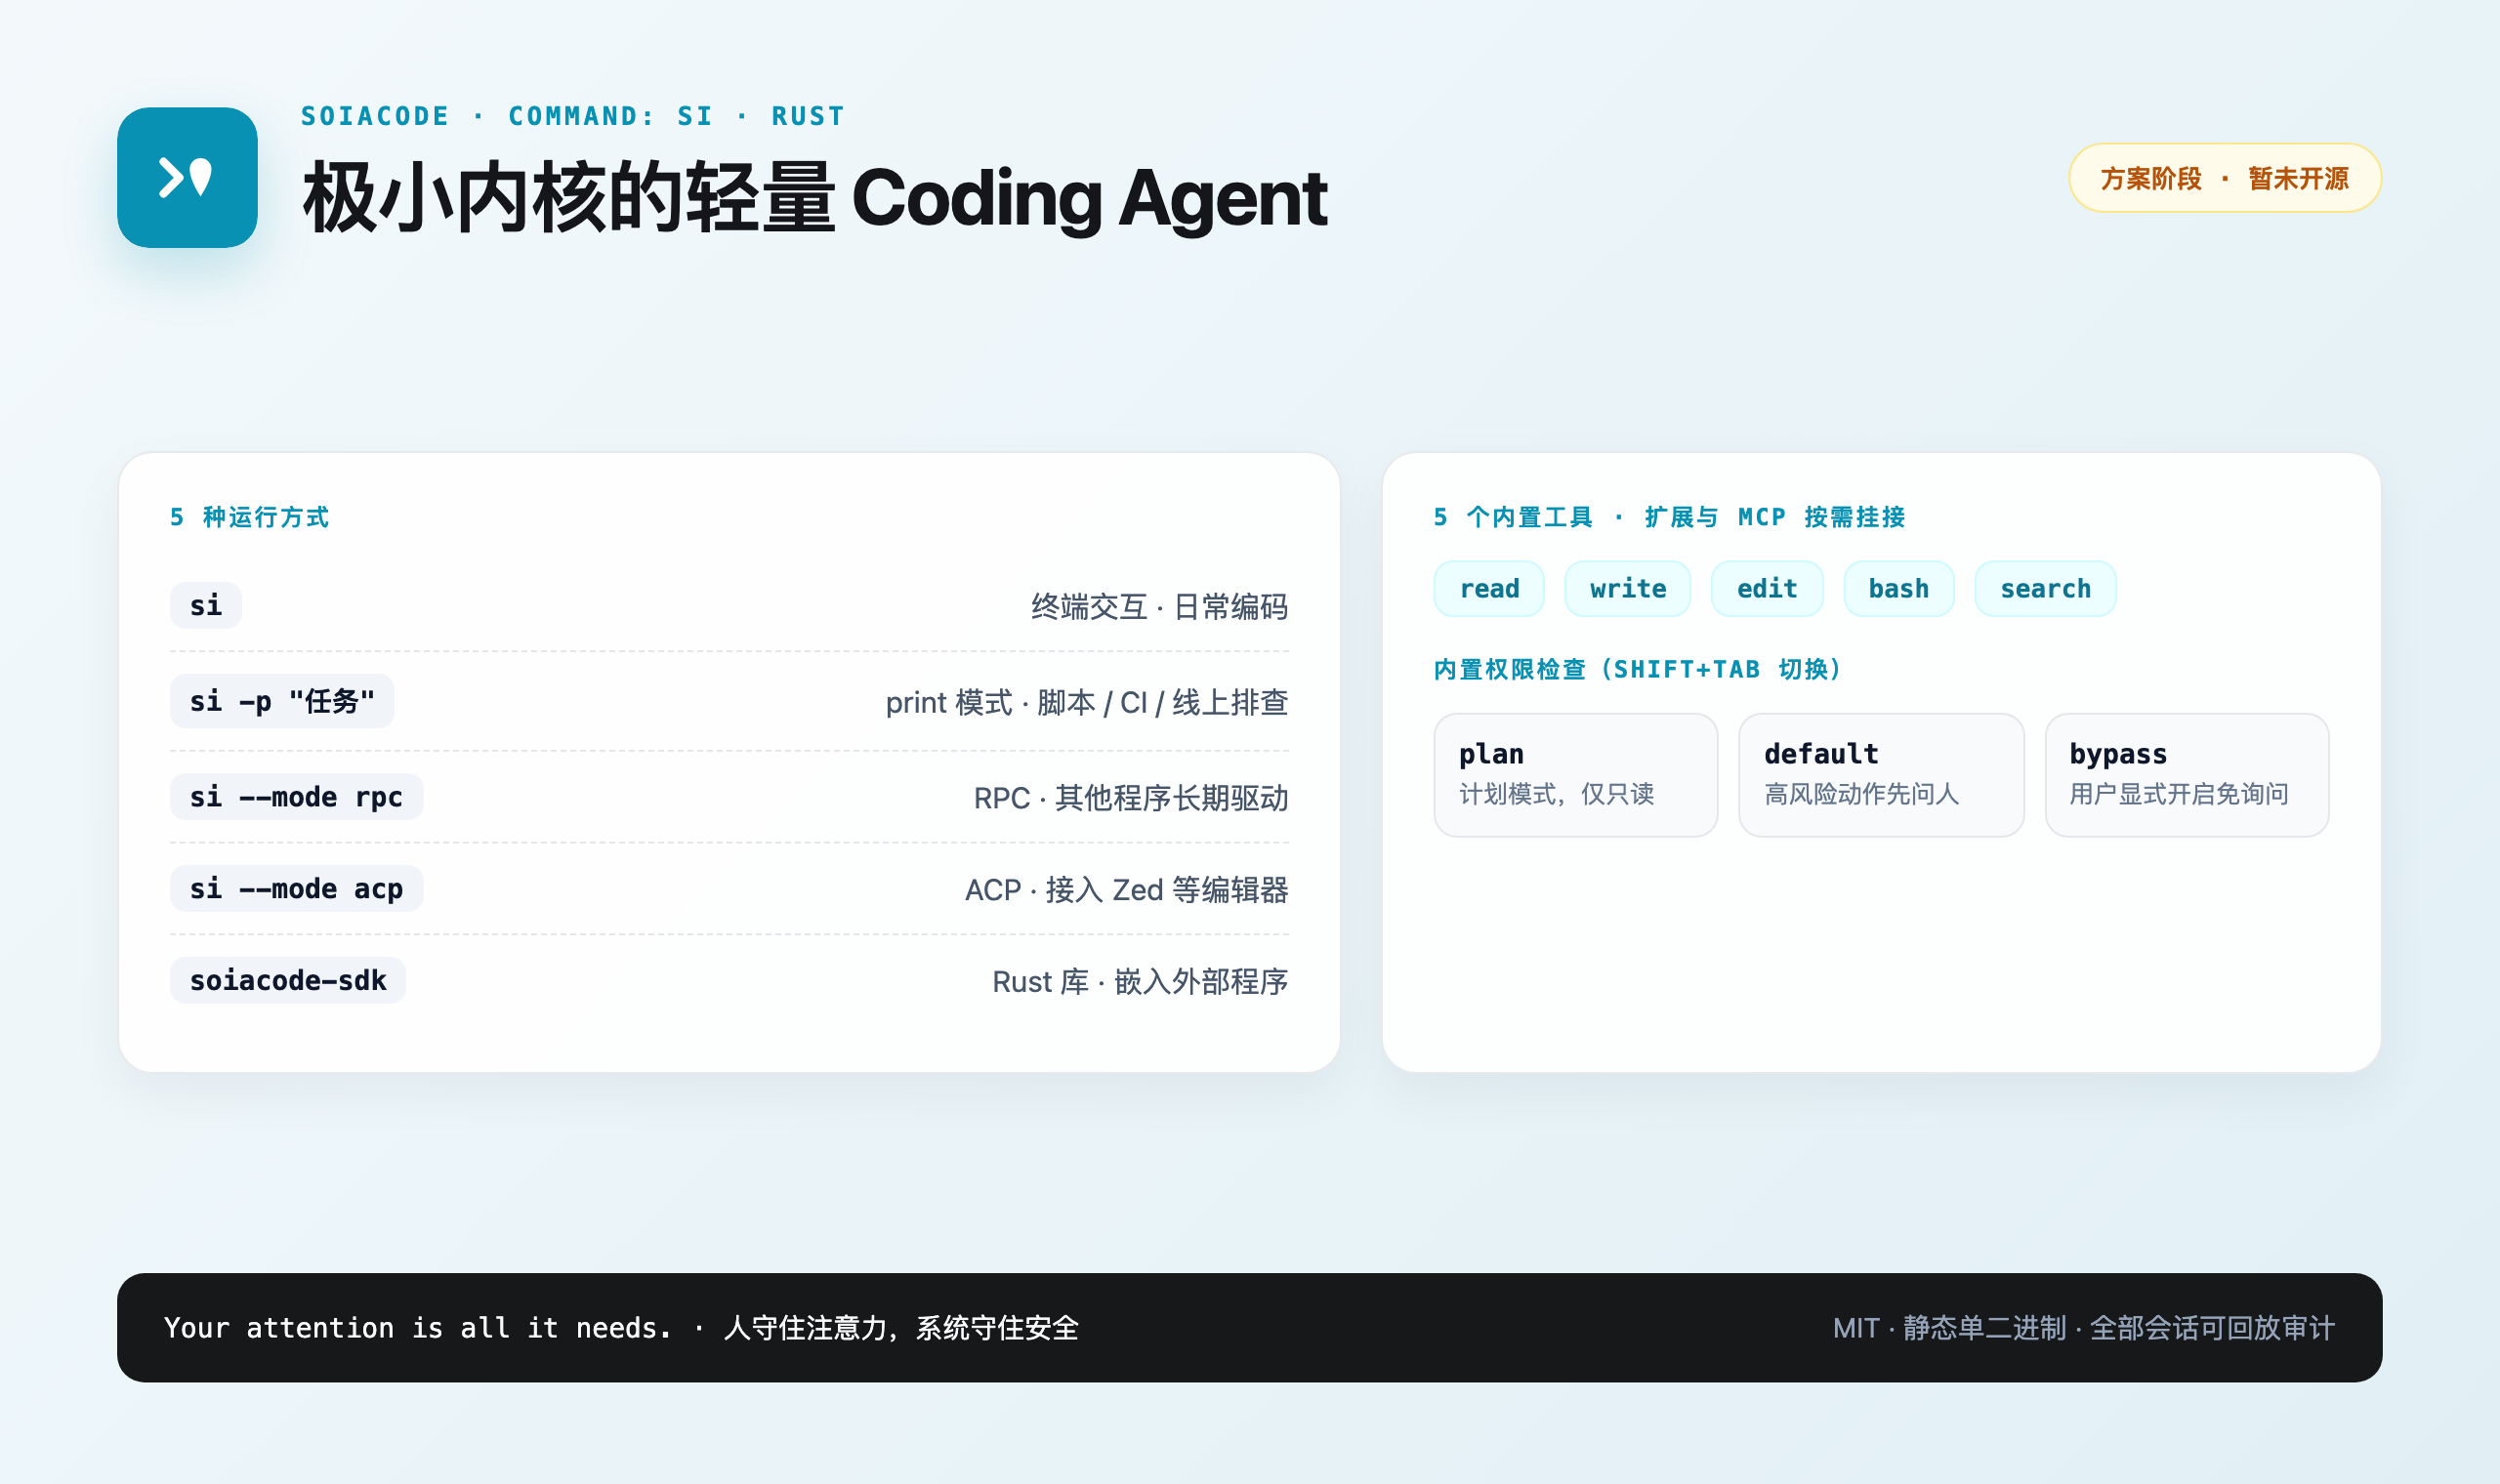 SOIACODE · COMMAND: SI · RUST
极小内核的轻量 Coding Agent
方案阶段 · 暂未开源
5 种运行方式
si 终端交互 · 日常编码
si -p "任务" print 模式 · 脚本 / CI / 线上排查
si --mode rpc RPC · 其他程序长期驱动
si --mode acp ACP · 接入 Zed 等编辑器
soiacode-sdk Rust 库 · 嵌入外部程序
5 个内置工具 · 扩展与 MCP 按需挂接
read write edit bash search
内置权限检查（SHIFT+TAB 切换）
plan default bypass
计划模式，仅只读 高风险动作先问人 用户显式开启免询问
Your attention is all it needs. · 人守住注意力，系统守住安全
MIT · 静态单二进制 · 全部会话可回放审计